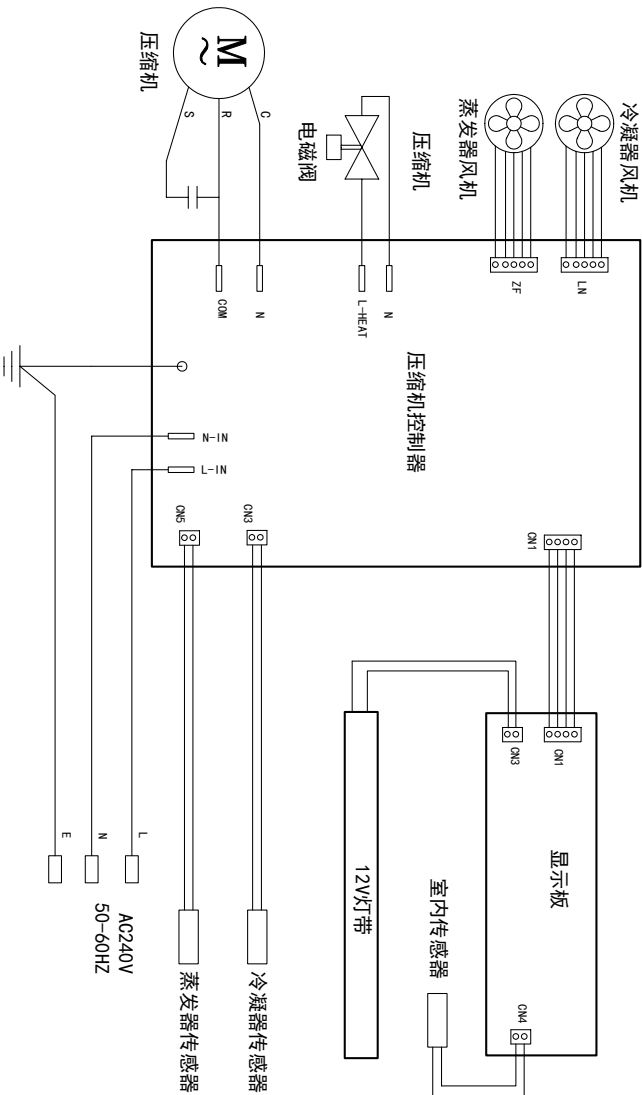 冷凝器风机
蒸发器风机
压缩机
电磁阀
M
~
压缩机
C
R
S
LN
ZF
N
L-HEAT
N
COM
压缩机控制器
N-IN
L-IN
CN1
CN3
CN5
CN1
CN3
显示板
CN4
12V灯带
室内传感器
冷凝器传感器
蒸发器传感器
L
N
E
AC240V
50-60HZ